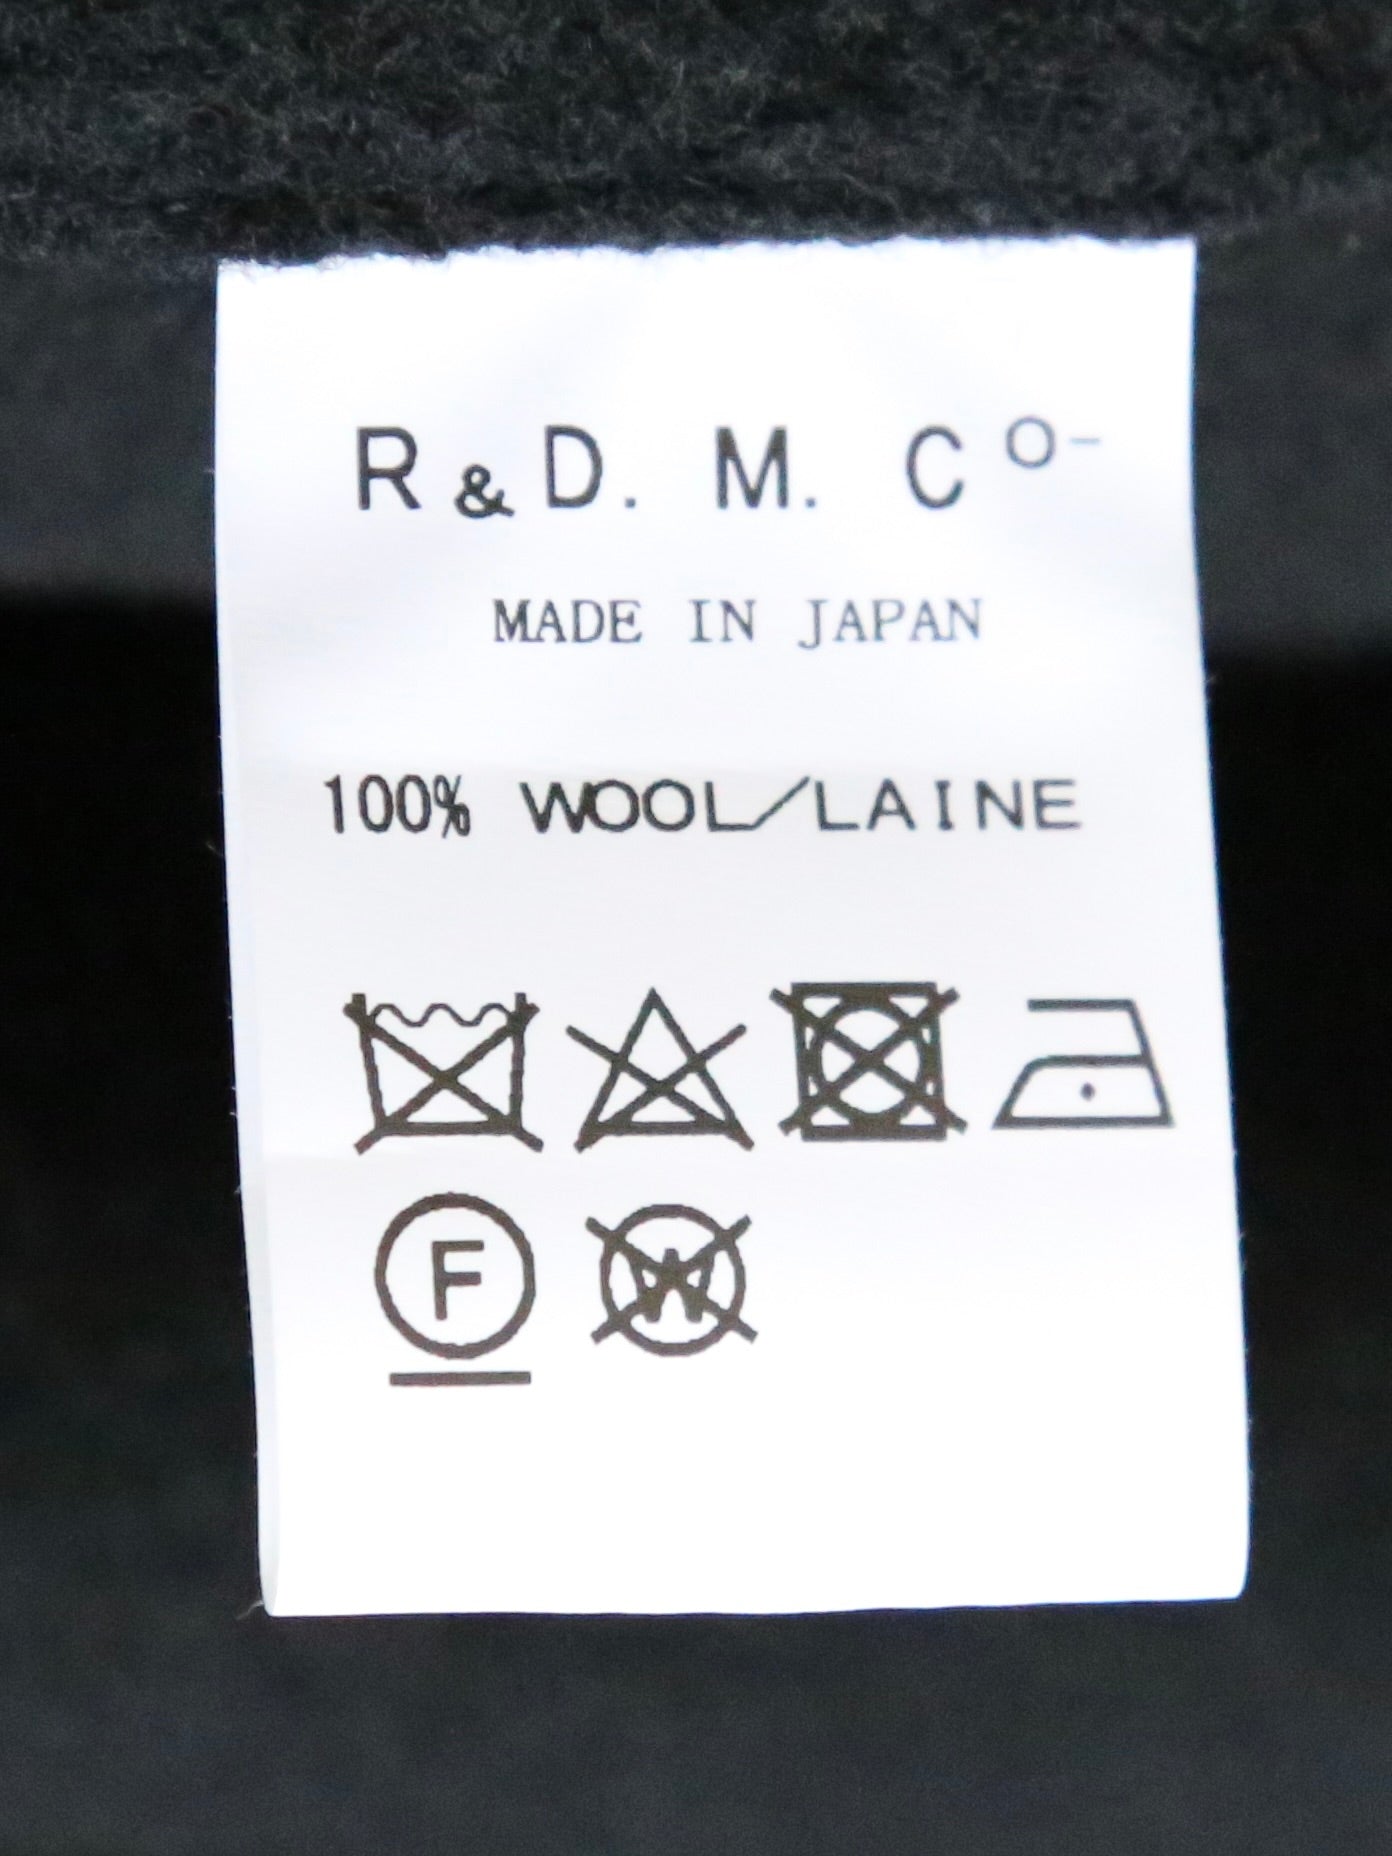 R&D. M. Co-
MADE IN JAPAN
100% WOOL/LAINE
F W